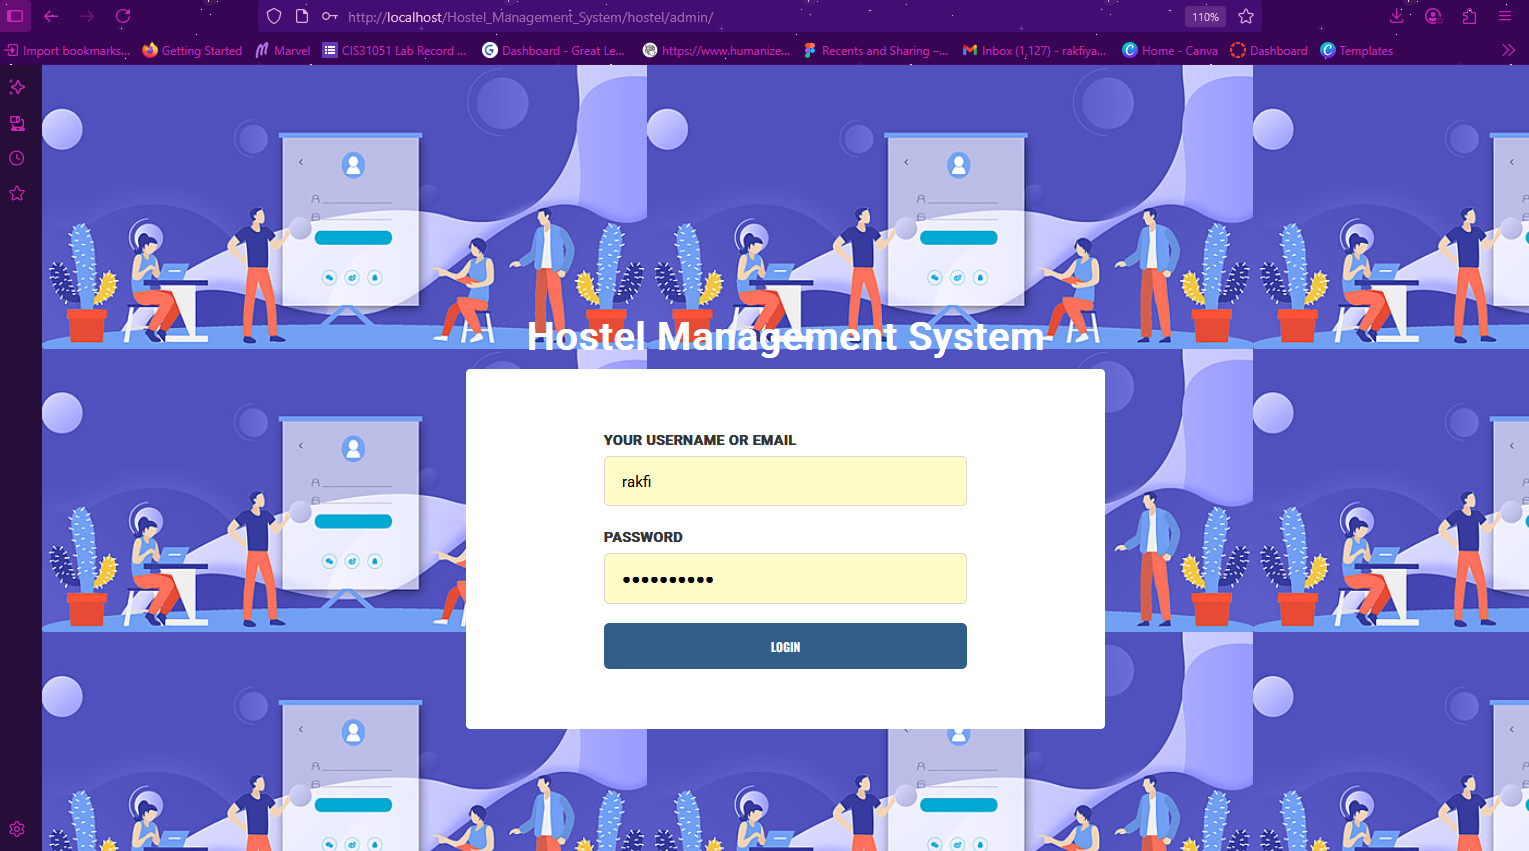 http://localhost/Hostel_Management_System/hostel/admin/
110%
Import bookmarks...
Getting Started
Marvel
CIS31051 Lab Record ...
Dashboard - Great Le...
https://www.humanize...
Recents and Sharing –...
Inbox (1,127) - rakfiya...
Home - Canva
Dashboard
Templates
Hostel Management System
YOUR USERNAME OR EMAIL
rakfi
PASSWORD
••••••••••
LOGIN